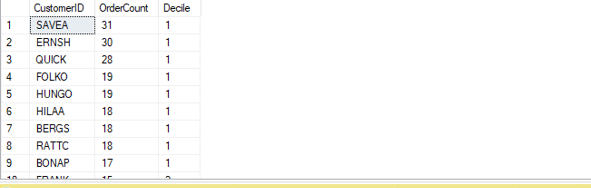 CustomerID OrderCount Decile
1 SAVEA 31 1
2 ERNSH 30 1
3 QUICK 28 1
4 FOLKO 19 1
5 HUNGO 19 1
6 HILAA 18 1
7 BERGS 18 1
8 RATTC 18 1
9 BONAP 17 1